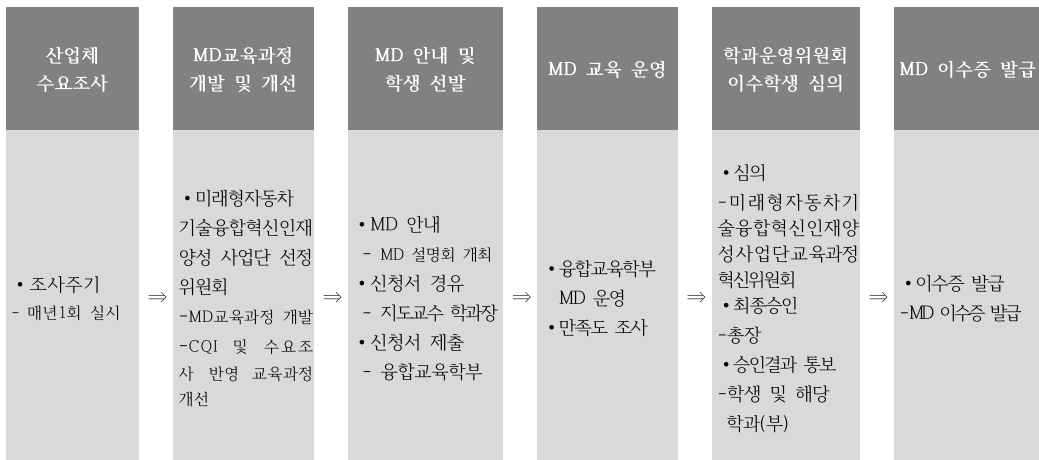 산업체
수요조사
• 조사주기
- 매년1회 실시
⇒
MD교육과정
개발 및 개선
• 미래형자동차
기술융합혁신인재
양성 사업단 선정
위원회
-MD교육과정 개발
-CQI 및 수요조
사 반영 교육과정
개선
⇒
MD 안내 및
학생 선발
• MD 안내
- MD 설명회 개최
• 신청서 경유
- 지도교수 학과장
• 신청서 제출
- 융합교육학부
⇒
MD 교육 운영
• 융합교육학부
MD 운영
• 만족도 조사
⇒
학과운영위원회
이수학생 심의
• 심의
-미래형자동차기
술융합혁신인재양
성사업단교육과정
혁신위원회
• 최종승인
-총장
• 승인결과 통보
-학생 및 해당
학과(부)
⇒
MD 이수증 발급
• 이수증 발급
-MD 이수증 발급